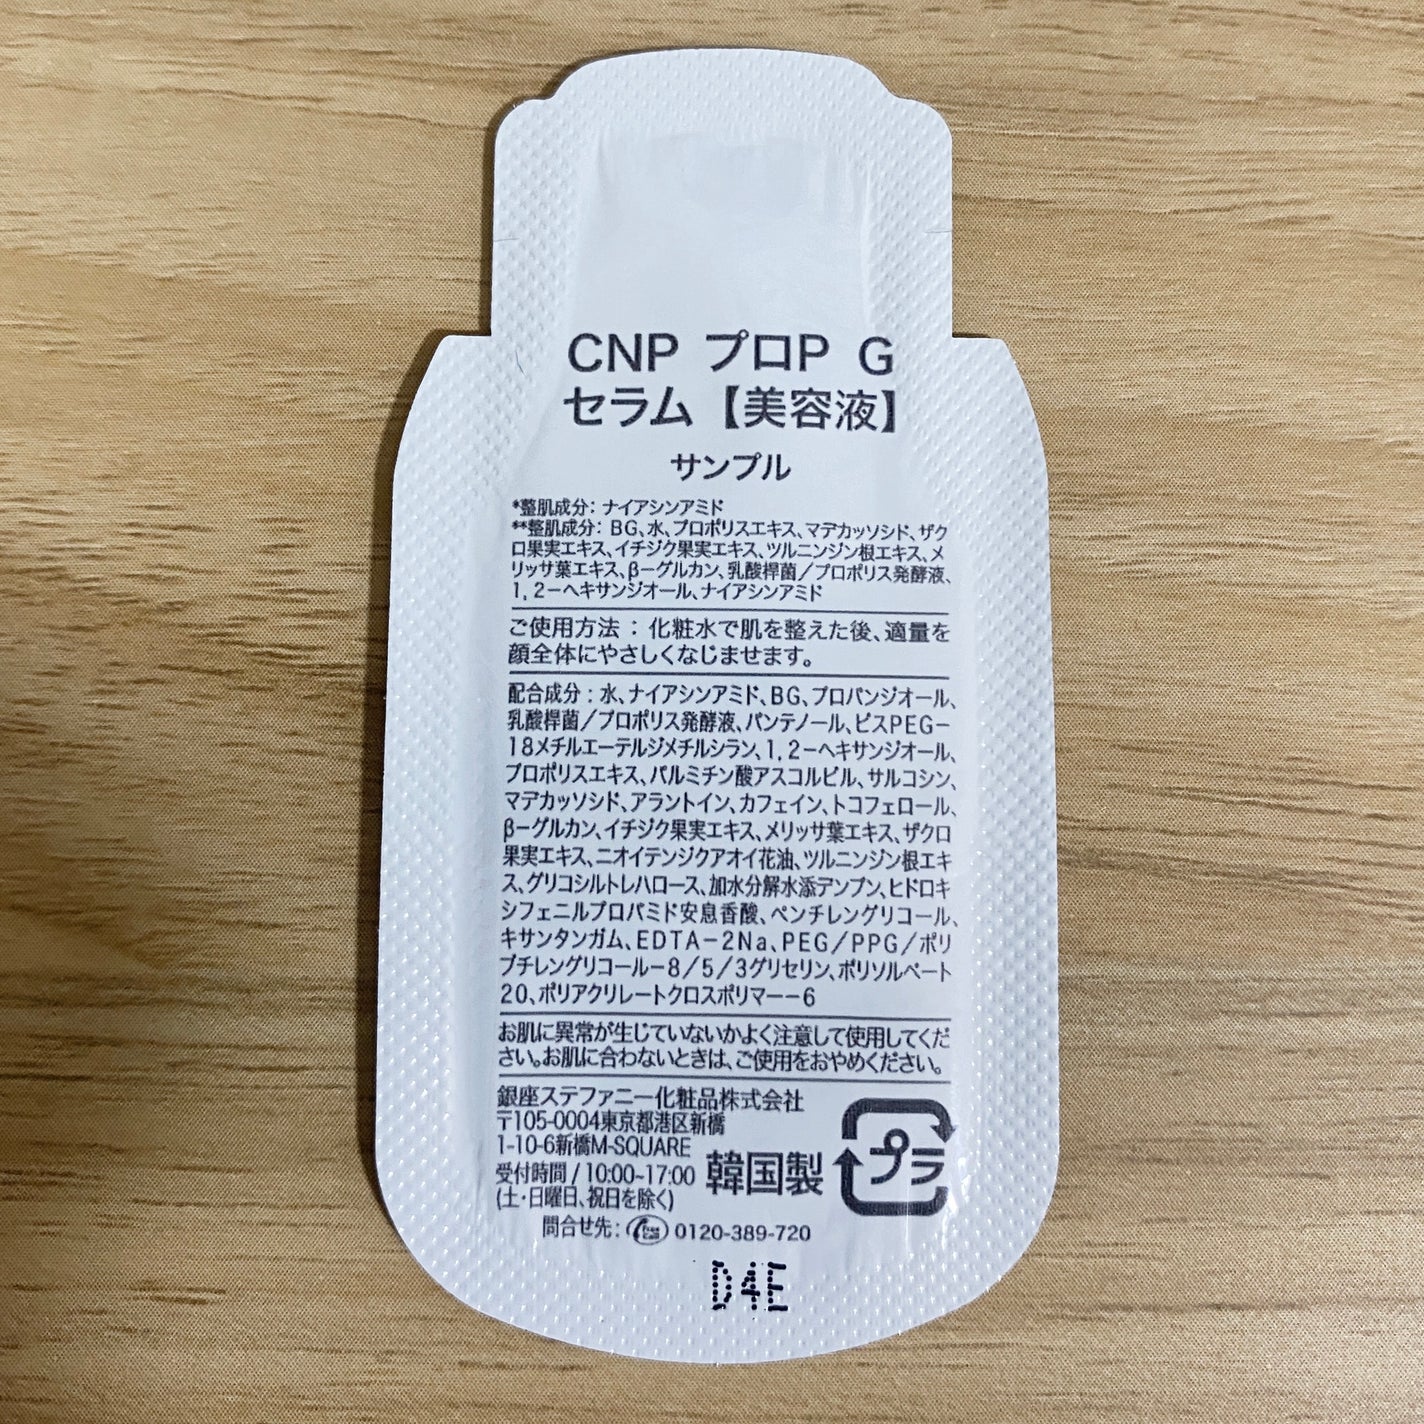 CNP プロP G
セラム【美容液】
サンプル
*整肌成分：ナイアシンアミド
**整肌成分：BG、水、プロポリスエキス、マデカッソシド、ザク
ロ果実エキス、イチジク果実エキス、ツルニンジン根エキス、メ
リッサ葉エキス、β－グルカン、乳酸桿菌／プロポリス発酵液、
1，2－ヘキサンジオール、ナイアシンアミド
ご使用方法：化粧水で肌を整えた後、適量を
顔全体にやさしくなじませます。
配合成分：水、ナイアシンアミド、BG、プロパンジオール、
乳酸桿菌／プロポリス発酵液、パンテノール、ビスPEG－
18メチルエーテルジメチルシラン、1，2－ヘキサンジオール、
プロポリスエキス、パルミチン酸アスコルビル、サルコシン、
マデカッソシド、アラントイン、カフェイン、トコフェロール、
β－グルカン、イチジク果実エキス、メリッサ葉エキス、ザクロ
果実エキス、ニオイテンジクアオイ花油、ツルニンジン根エキ
ス、グリコシルトレハロース、加水分解水添デンプン、ヒドロキ
シフェニルプロパミド安息香酸、ペンチレングリコール、
キサンタンガム、EDTA－2Na、PEG／PPG／ポリ
ブチレングリコール－8／5／3グリセリン、ポリソルベート
20、ポリアクリレートクロスポリマー－6
お肌に異常が生じていないかよく注意して使用してくだ
さい。お肌に合わないときは、ご使用をおやめください。
銀座ステファニー化粧品株式会社
〒105-0004東京都港区新橋
1-10-6新橋M-SQUARE
受付時間 / 10:00~17:00
(土・日曜日、祝日を除く)
韓国製
プラ
問合せ先： 0120-389-720
D4E